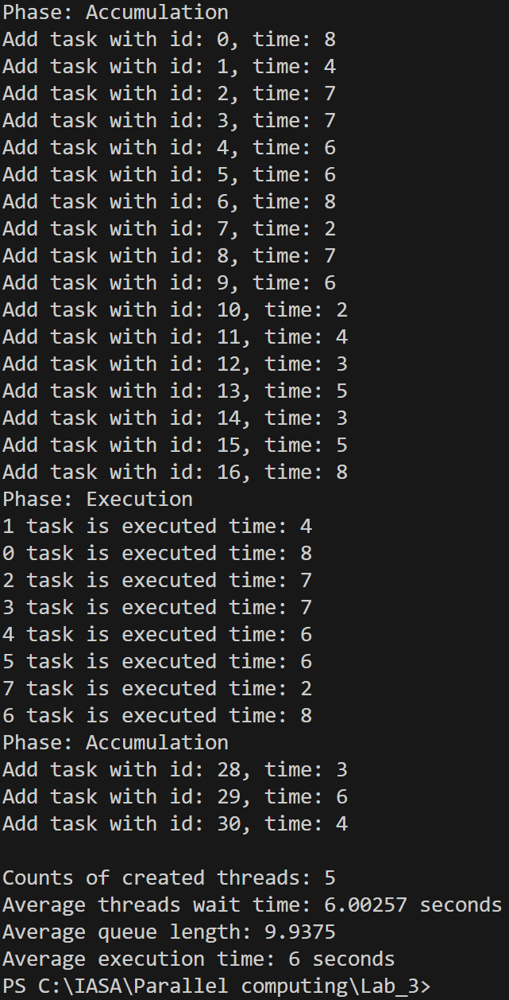 Phase: Accumulation
Add task with id: 0, time: 8
Add task with id: 1, time: 4
Add task with id: 2, time: 7
Add task with id: 3, time: 7
Add task with id: 4, time: 6
Add task with id: 5, time: 6
Add task with id: 6, time: 8
Add task with id: 7, time: 2
Add task with id: 8, time: 7
Add task with id: 9, time: 6
Add task with id: 10, time: 2
Add task with id: 11, time: 4
Add task with id: 12, time: 3
Add task with id: 13, time: 5
Add task with id: 14, time: 3
Add task with id: 15, time: 5
Add task with id: 16, time: 8
Phase: Execution
1 task is executed time: 4
0 task is executed time: 8
2 task is executed time: 7
3 task is executed time: 7
4 task is executed time: 6
5 task is executed time: 6
7 task is executed time: 2
6 task is executed time: 8
Phase: Accumulation
Add task with id: 28, time: 3
Add task with id: 29, time: 6
Add task with id: 30, time: 4

Counts of created threads: 5
Average threads wait time: 6.00257 seconds
Average queue length: 9.9375
Average execution time: 6 seconds
PS C:\IASA\Parallel computing\Lab_3>